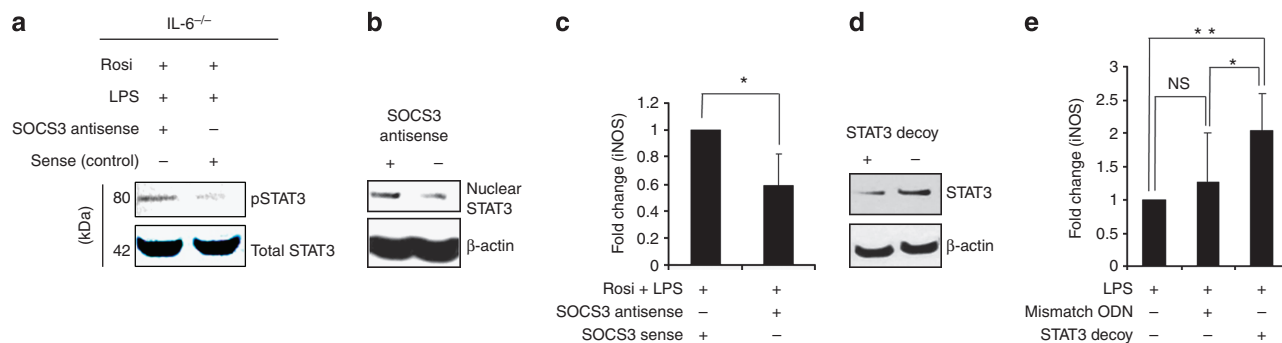 a
IL-6–/–
Rosi + +
LPS + +
SOCS3 antisense + –
Sense (control) – +
(kDa)
80 pSTAT3
42 Total STAT3
b
SOCS3
antisense
+ –
Nuclear
STAT3
β-actin
c
*
Fold change (iNOS)
1.2
1
0.8
0.6
0.4
0.2
0
Rosi + LPS + +
SOCS3 antisense – +
SOCS3 sense + –
d
STAT3 decoy
+ –
STAT3
β-actin
e
* *
NS
*
Fold change (iNOS)
3
2.5
2
1.5
1
0.5
0
LPS + + +
Mismatch ODN – + –
STAT3 decoy – – +